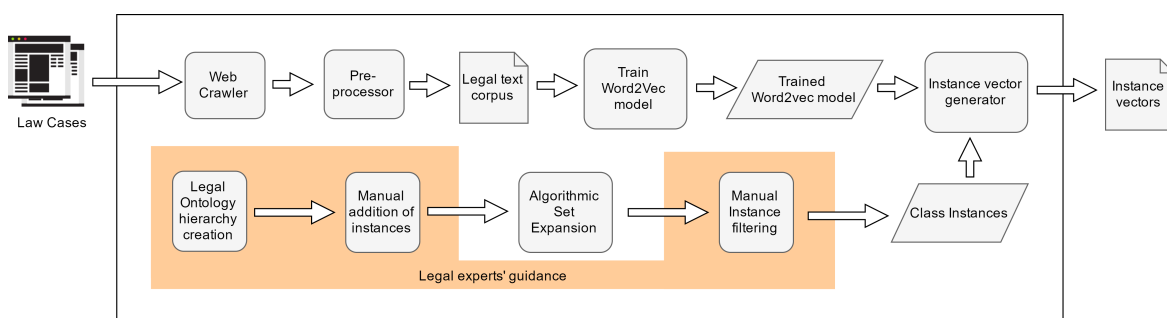 Law Cases
Web
Crawler
Pre-
processor
Legal text
corpus
Train
Word2Vec
model
Trained
Word2vec model
Instance vector
generator
Instance
vectors
Legal
Ontology
hierarchy
creation
Manual
addition of
instances
Algorithmic
Set
Expansion
Manual
Instance
filtering
Class Instances
Legal experts' guidance